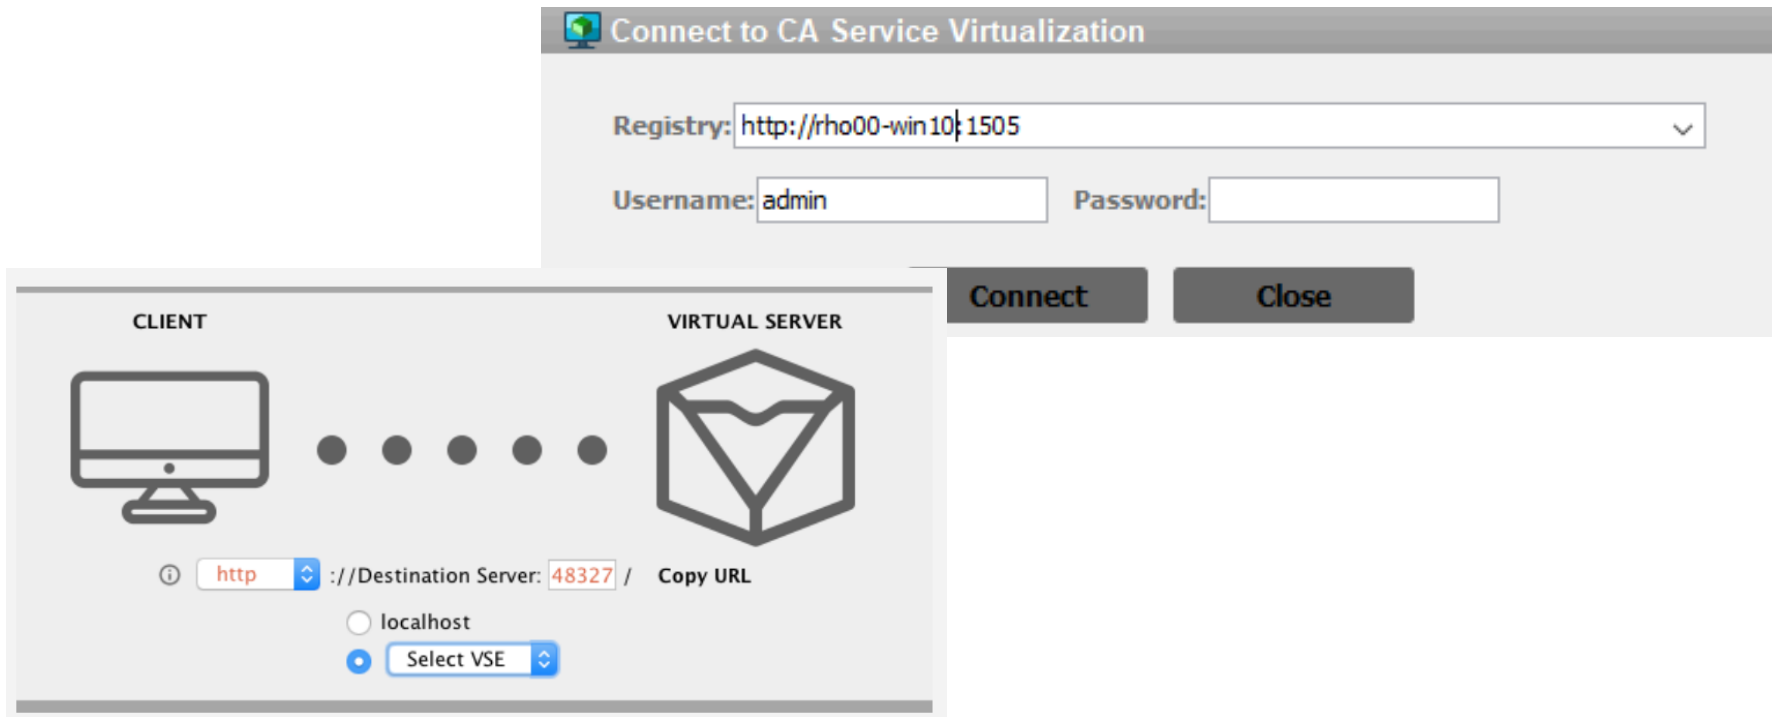 Connect to CA Service Virtualization
Registry: http://rho00-win10:1505
Username: admin Password:
Connect Close
CLIENT VIRTUAL SERVER
http ://Destination Server: 48327 / Copy URL
localhost
Select VSE